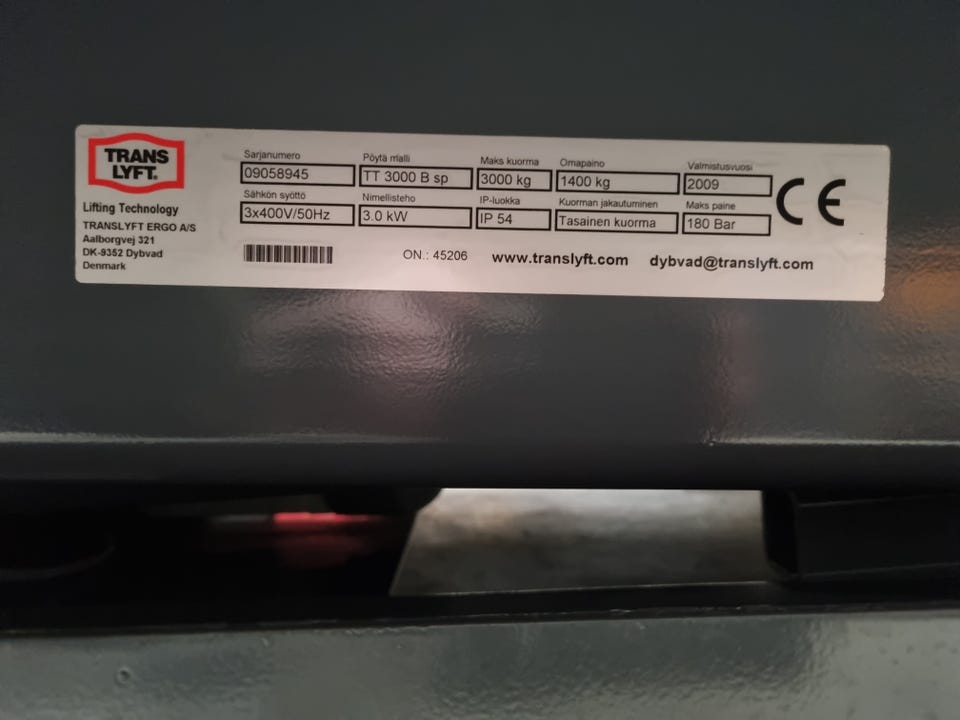 TRANS
LYFT®
Lifting Technology
TRANSLYFT ERGO A/S
Aalborgvej 321
DK-9352 Dybvad
Denmark
Sarjanumero Pöytä malli Maks kuorma Omapaino Valmistusvuosi
09058945 TT 3000 B sp 3000 kg 1400 kg 2009
Sähkön syöttö Nimellisteho IP-luokka Kuorman jakautuminen Maks paine
3x400V/50Hz 3.0 kW IP 54 Tasainen kuorma 180 Bar
CE
ON.: 45206 www.translyft.com dybvad@translyft.com